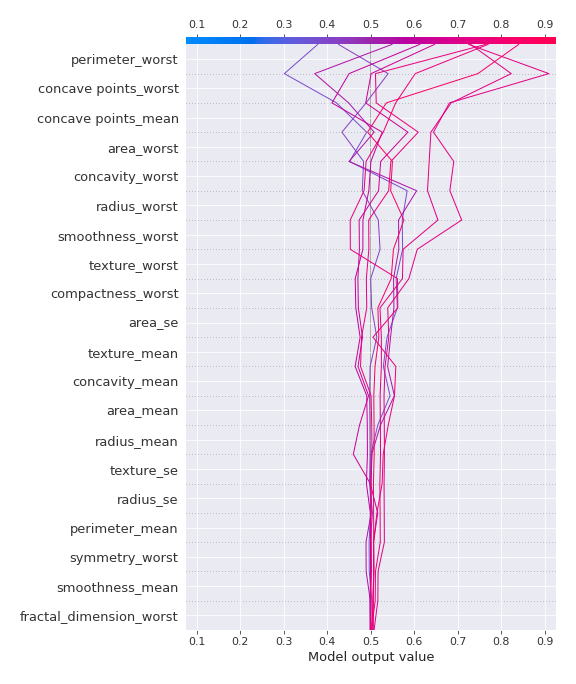 0.1 0.2 0.3 0.4 0.5 0.6 0.7 0.8 0.9
perimeter_worst
concave points_worst
concave points_mean
area_worst
concavity_worst
radius_worst
smoothness_worst
texture_worst
compactness_worst
area_se
texture_mean
concavity_mean
area_mean
radius_mean
texture_se
radius_se
perimeter_mean
symmetry_worst
smoothness_mean
fractal_dimension_worst
0.1 0.2 0.3 0.4 0.5 0.6 0.7 0.8 0.9
Model output value